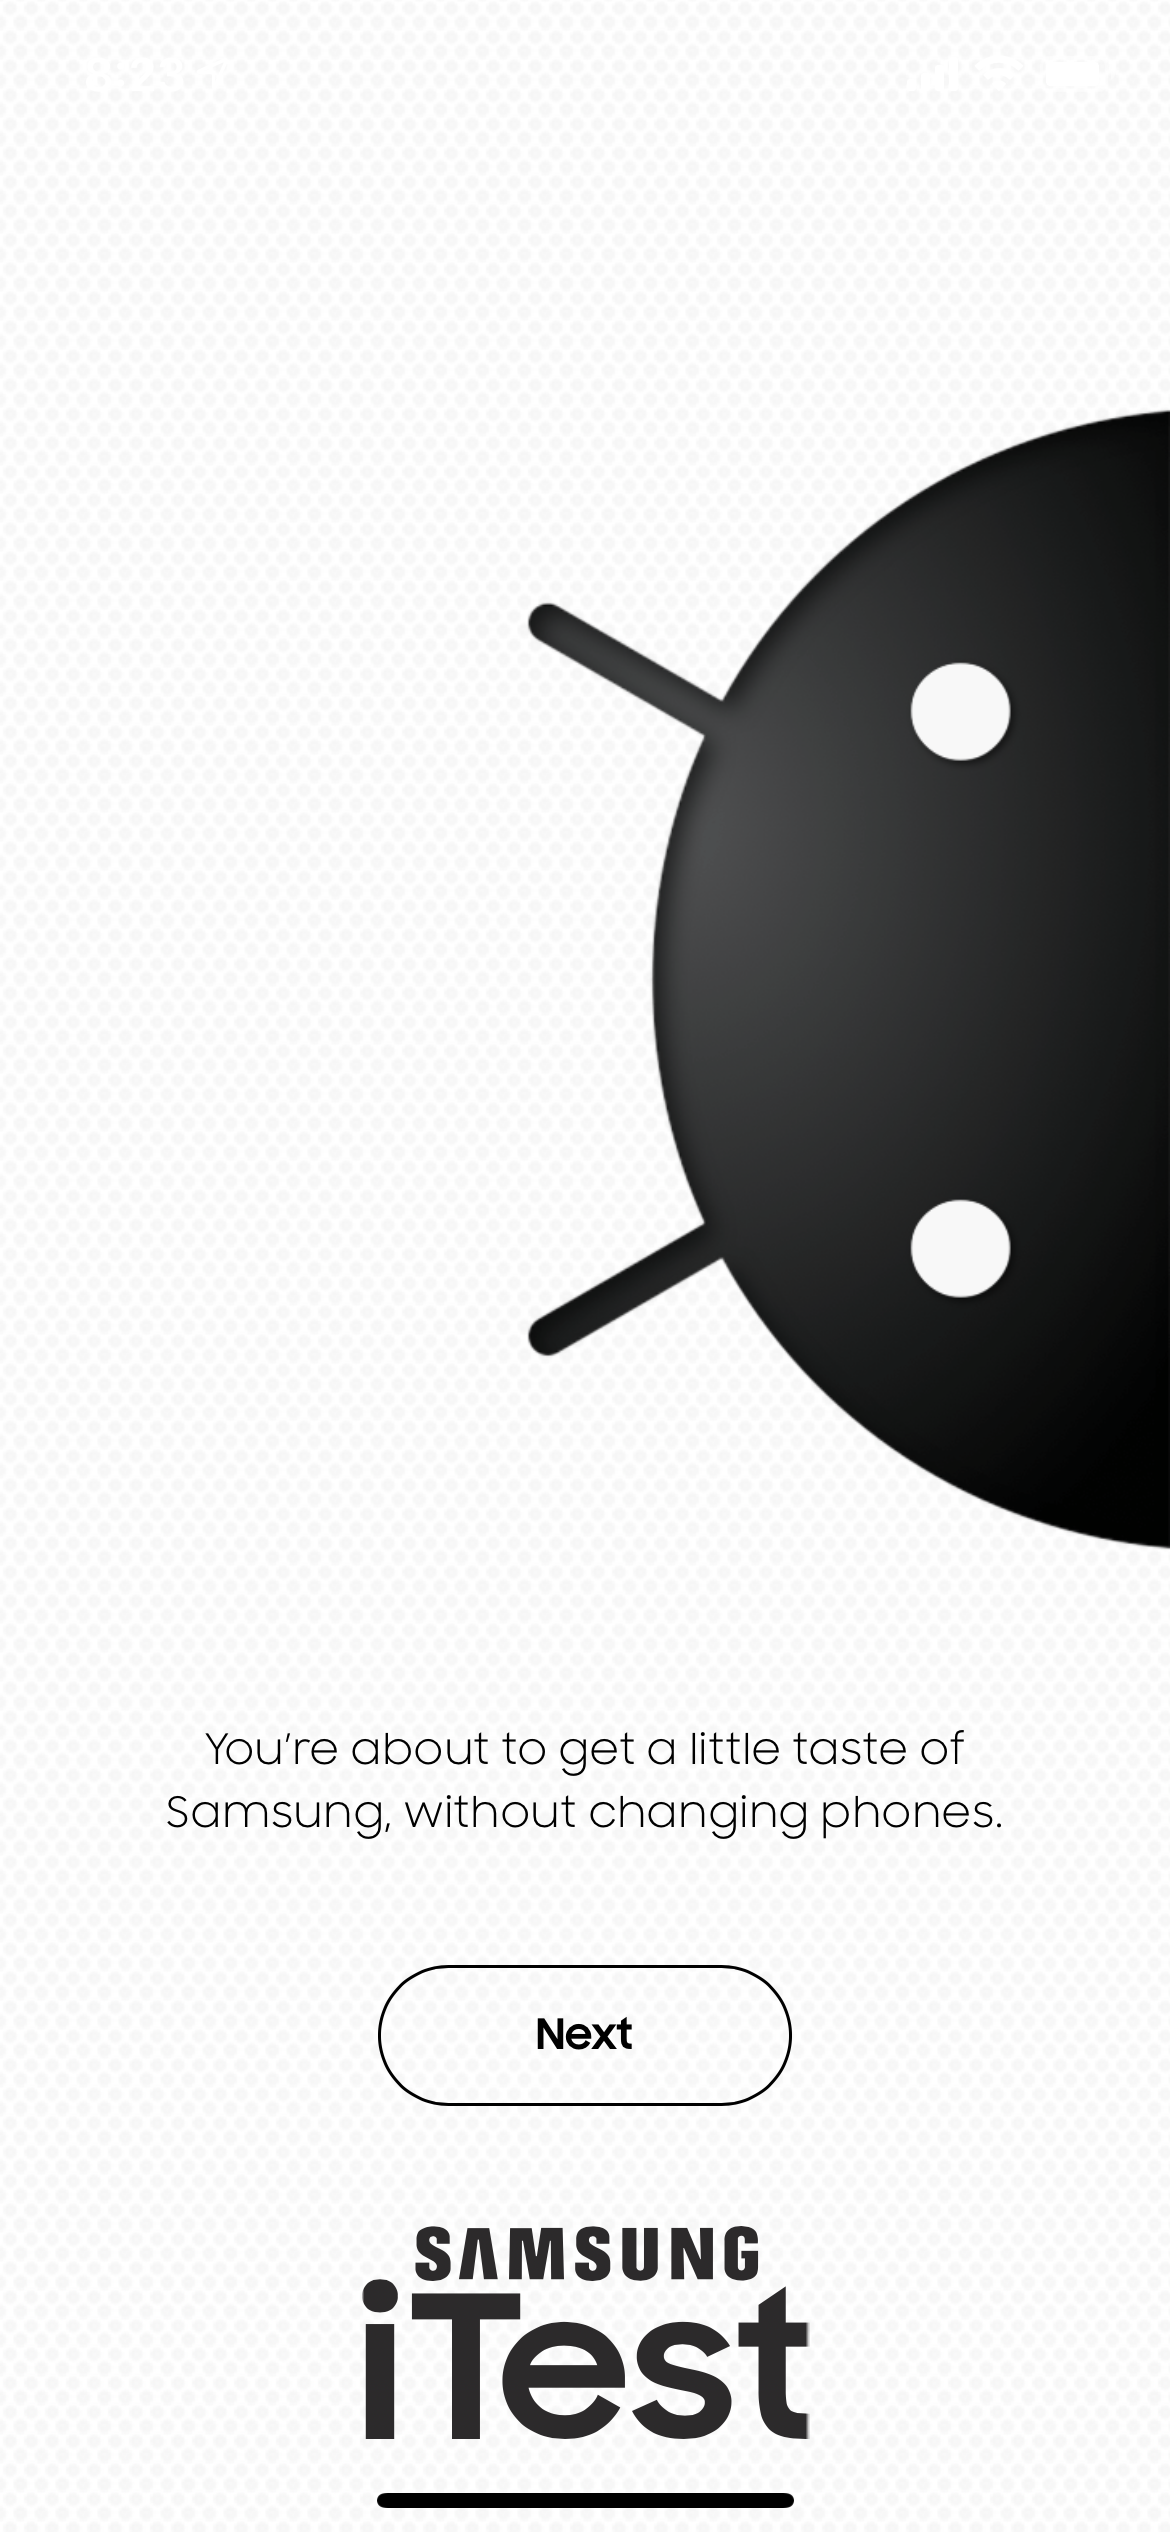 You’re about to get a little taste of
Samsung, without changing phones.
Next
SAMSUNG
iTest